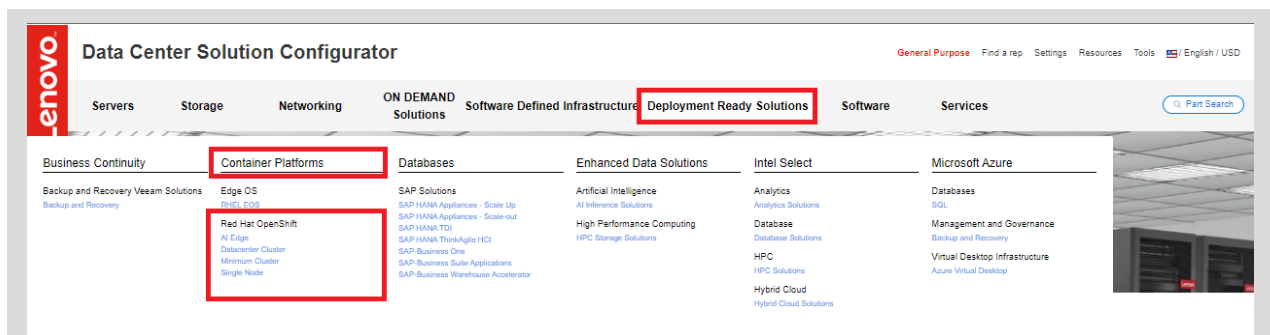 Lenovo.
Data Center Solution Configurator
General Purpose Find a rep Settings Resources Tools / English / USD
Servers Storage Networking ON DEMAND Solutions Software Defined Infrastructure Deployment Ready Solutions Software Services Part Search
Business Continuity
Backup and Recovery Veeam Solutions
Backup and Recovery
Container Platforms
Edge OS
RHEL EOS
Red Hat OpenShift
AI Edge
Datacenter Cluster
Minimum Cluster
Single Node
Databases
SAP Solutions
SAP HANA Appliances - Scale Up
SAP HANA Appliances - Scale-out
SAP HANA TDI
SAP HANA ThinkAgile HCI
SAP-Business One
SAP-Business Suite Applications
SAP-Business Warehouse Accelerator
Enhanced Data Solutions
Artificial Intelligence
AI Inference Solutions
High Performance Computing
HPC Storage Solutions
Intel Select
Analytics
Analytics Solutions
Database
Database Solutions
HPC
HPC Solutions
Hybrid Cloud
Hybrid Cloud Solutions
Microsoft Azure
Databases
SQL
Management and Governance
Backup and Recovery
Virtual Desktop Infrastructure
Azure Virtual Desktop